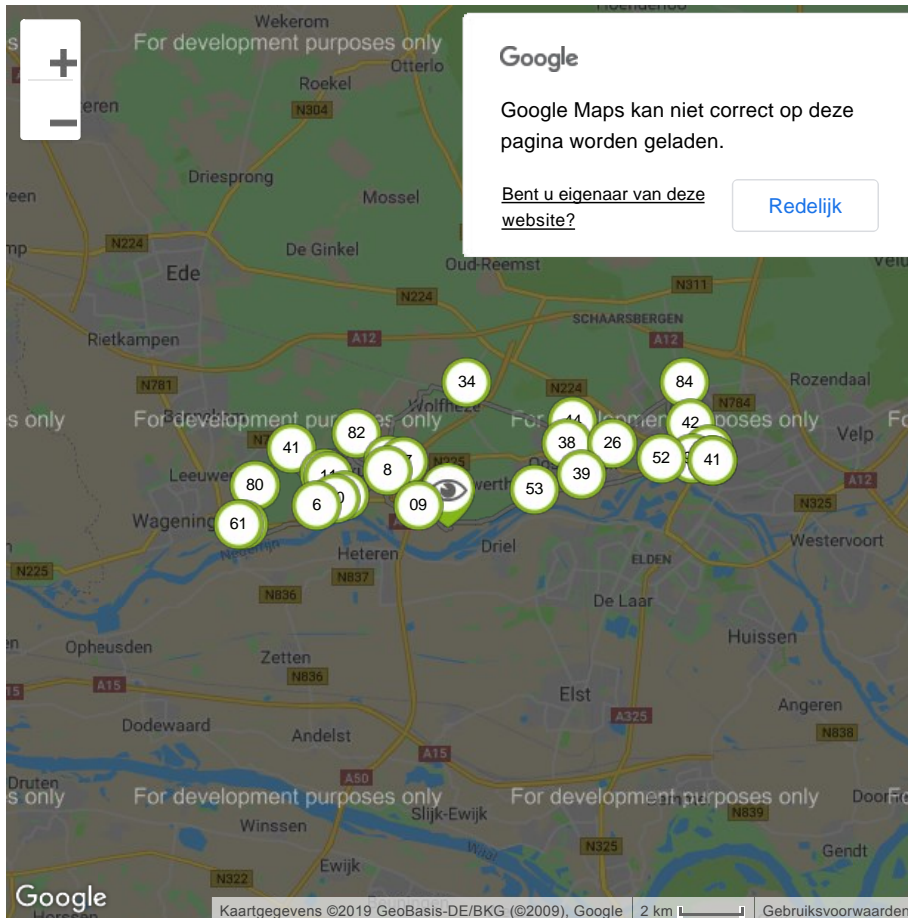 Wekerom
For development purposes only
Otterlo
Roekel
N304
Google
Google Maps kan niet correct op deze
pagina worden geladen.
Bent u eigenaar van deze
website?
Redelijk
Driesprong
Mossel
De Ginkel
N224
Ede
Oud-Reemst
N224
N311
SCHAARSBERGEN
Rietkampen
A12
A12
34
84
Rozendaal
N781
N224
N784
Wolfheze
s only
For development purposes only
42
82
41
38
26
Velp
52
41
8
39
A12
Leeuwen
80
N225
53
6
09
N325
Wagening
61
Nederrijn
Heteren
Driel
Westervoort
ELDEN
N225
N837
N836
De Laar
Huissen
Opheusden
Zetten
N836
A15
Elst
Angeren
A325
Dodewaard
Andelst
N838
A15
Druten
A50
s only
For development purposes only
For development purposes only
Slijk-Ewijk
N839
Winssen
Waal
N325
Gendt
Ewijk
N322
Google
Kaartgegevens ©2019 GeoBasis-DE/BKG (©2009), Google
2 km
Gebruiksvoorwaarden